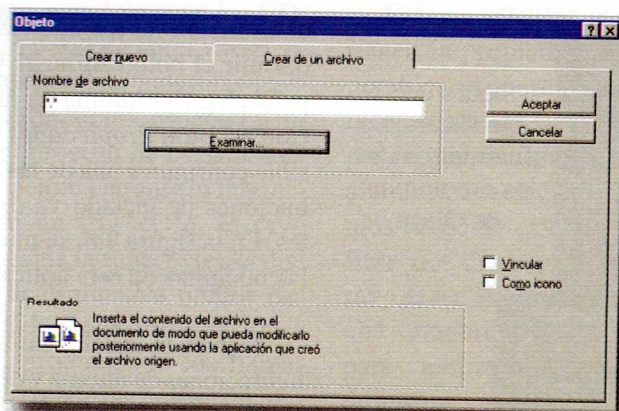 Objeto
Crear nuevo
Crear de un archivo
Nombre de archivo
*.*
Aceptar
Examinar...
Cancelar
Vincular
Como icono
Resultado
Inserta el contenido del archivo en el
documento de modo que pueda modificarlo
posteriormente usando la aplicación que creó
el archivo origen.